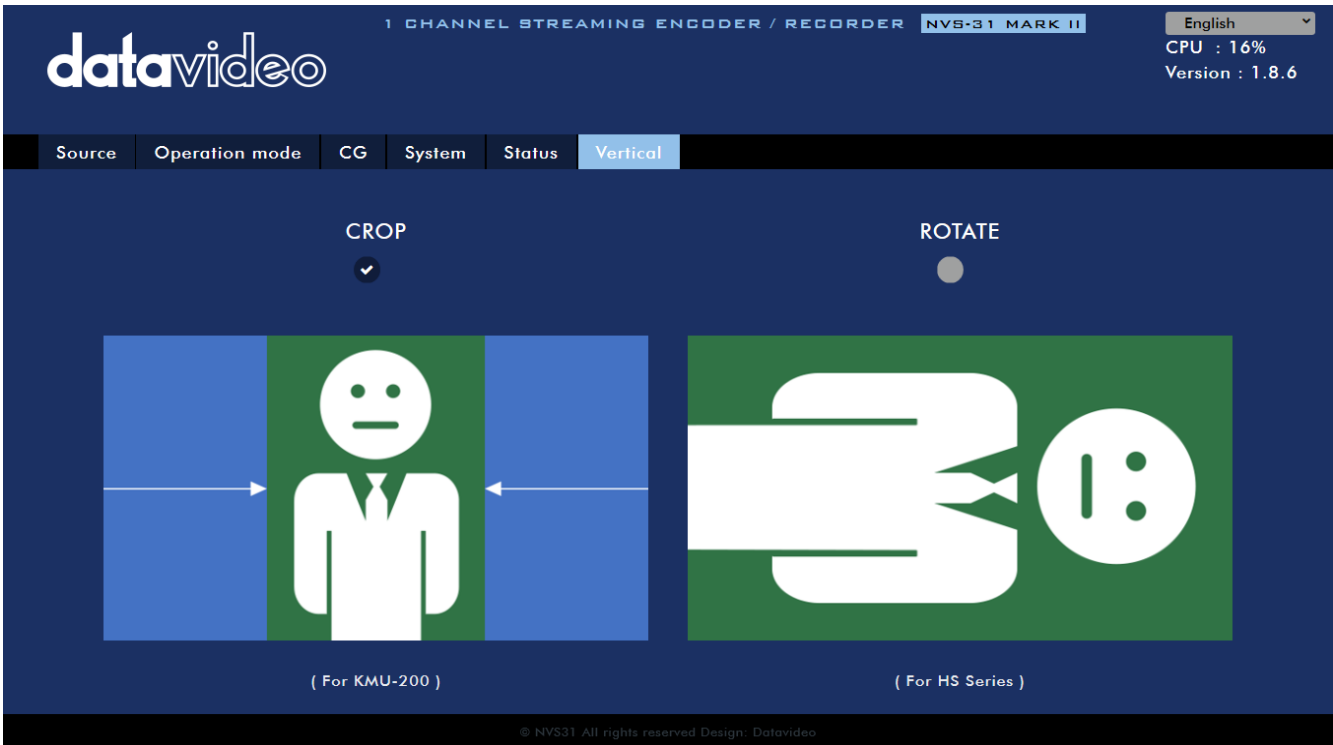 1 CHANNEL STREAMING ENCODER / RECORDER NVS-31 MARK II
English
datavideo
CPU : 16%
Version : 1.8.6
Source Operation mode CG System Status Vertical
CROP ROTATE
( For KMU-200 ) ( For HS Series )
© NVS31 All rights reserved Design: Datavideo